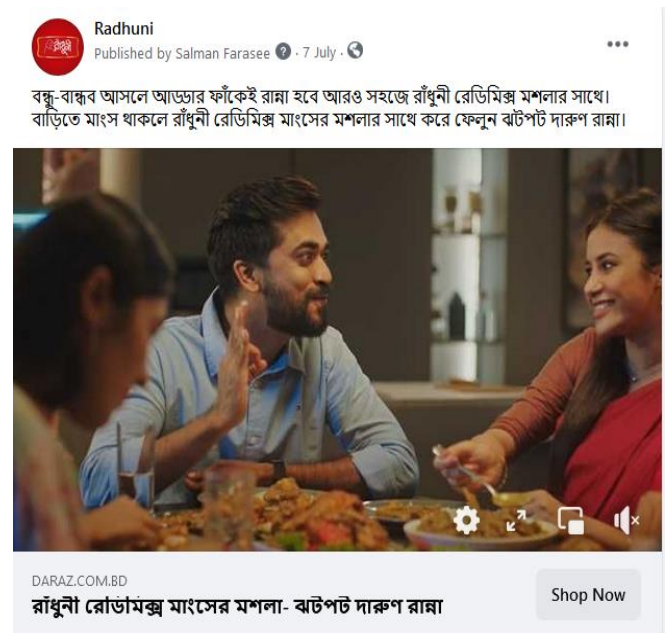 Radhuni
Published by Salman Farasee · 7 July ·
বন্ধু-বান্ধব আসলে আড্ডার ফাঁকেই রান্না হবে আরও সহজে রাঁধুনী রেডিমিক্স মশলার সাথে।
বাড়িতে মাংস থাকলে রাঁধুনী রেডিমিক্স মাংসের মশলার সাথে করে ফেলুন ঝটপট দারুণ রান্না।
DARAZ.COM.BD
রাঁধুনী রেডিমিক্স মাংসের মশলা- ঝটপট দারুণ রান্না
Shop Now